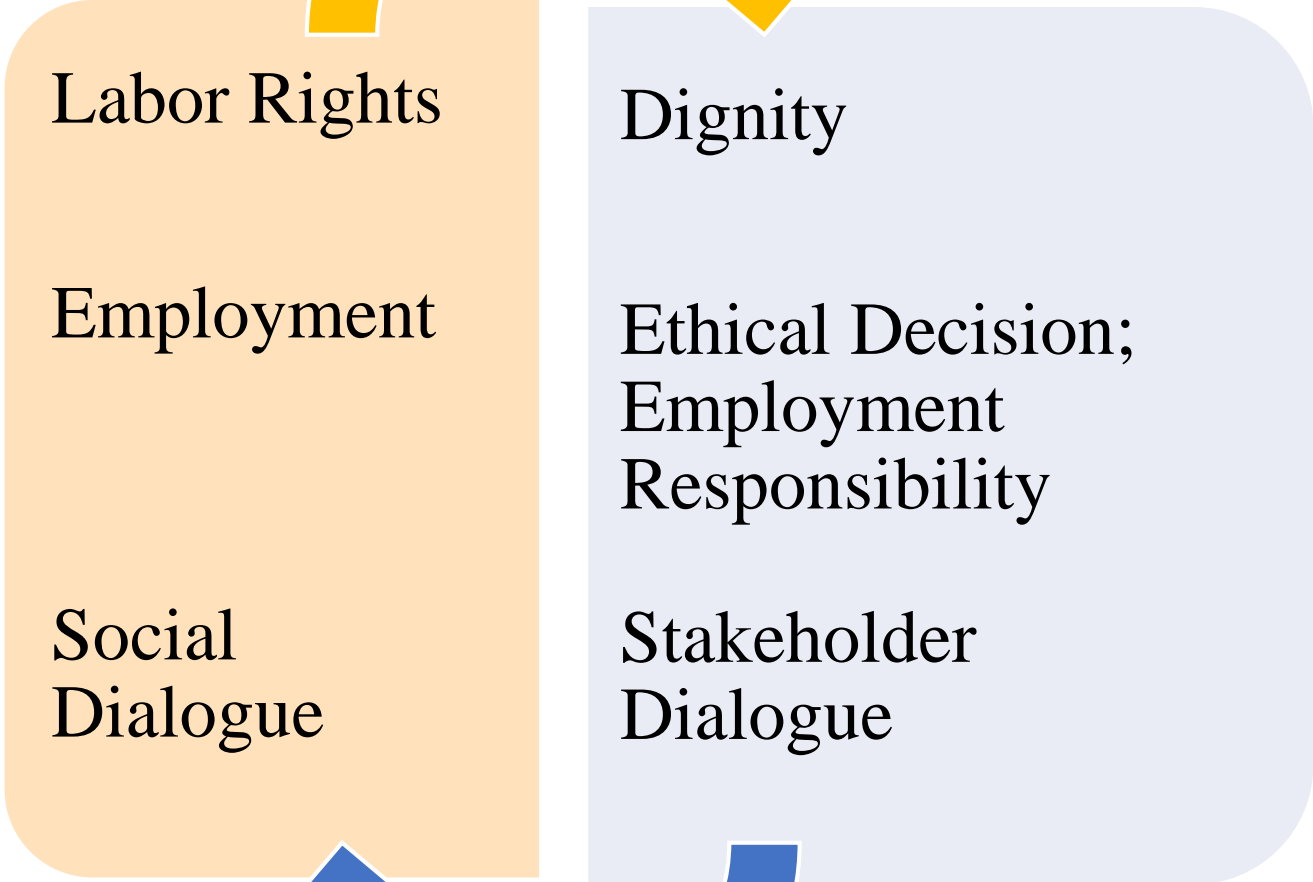 Labor Rights
Employment
Social
Dialogue
Dignity
Ethical Decision;
Employment
Responsibility
Stakeholder
Dialogue